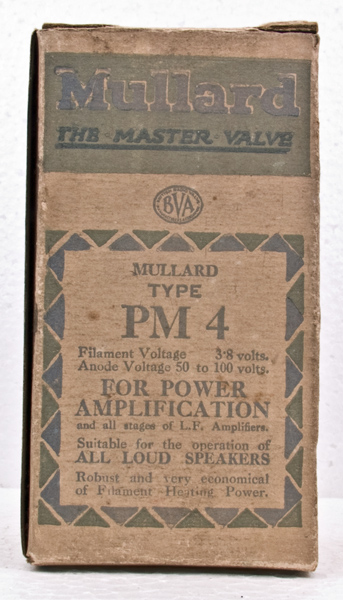 Mullard
THE · MASTER · VALVE
BVA
MULLARD
TYPE
PM 4
Filament Voltage 3·8 volts.
Anode Voltage 50 to 100 volts.
FOR POWER
AMPLIFICATION
and all stages of L.F. Amplifiers.
Suitable for the operation of
ALL LOUD SPEAKERS
Robust and very economical
of Filament Heating Power.